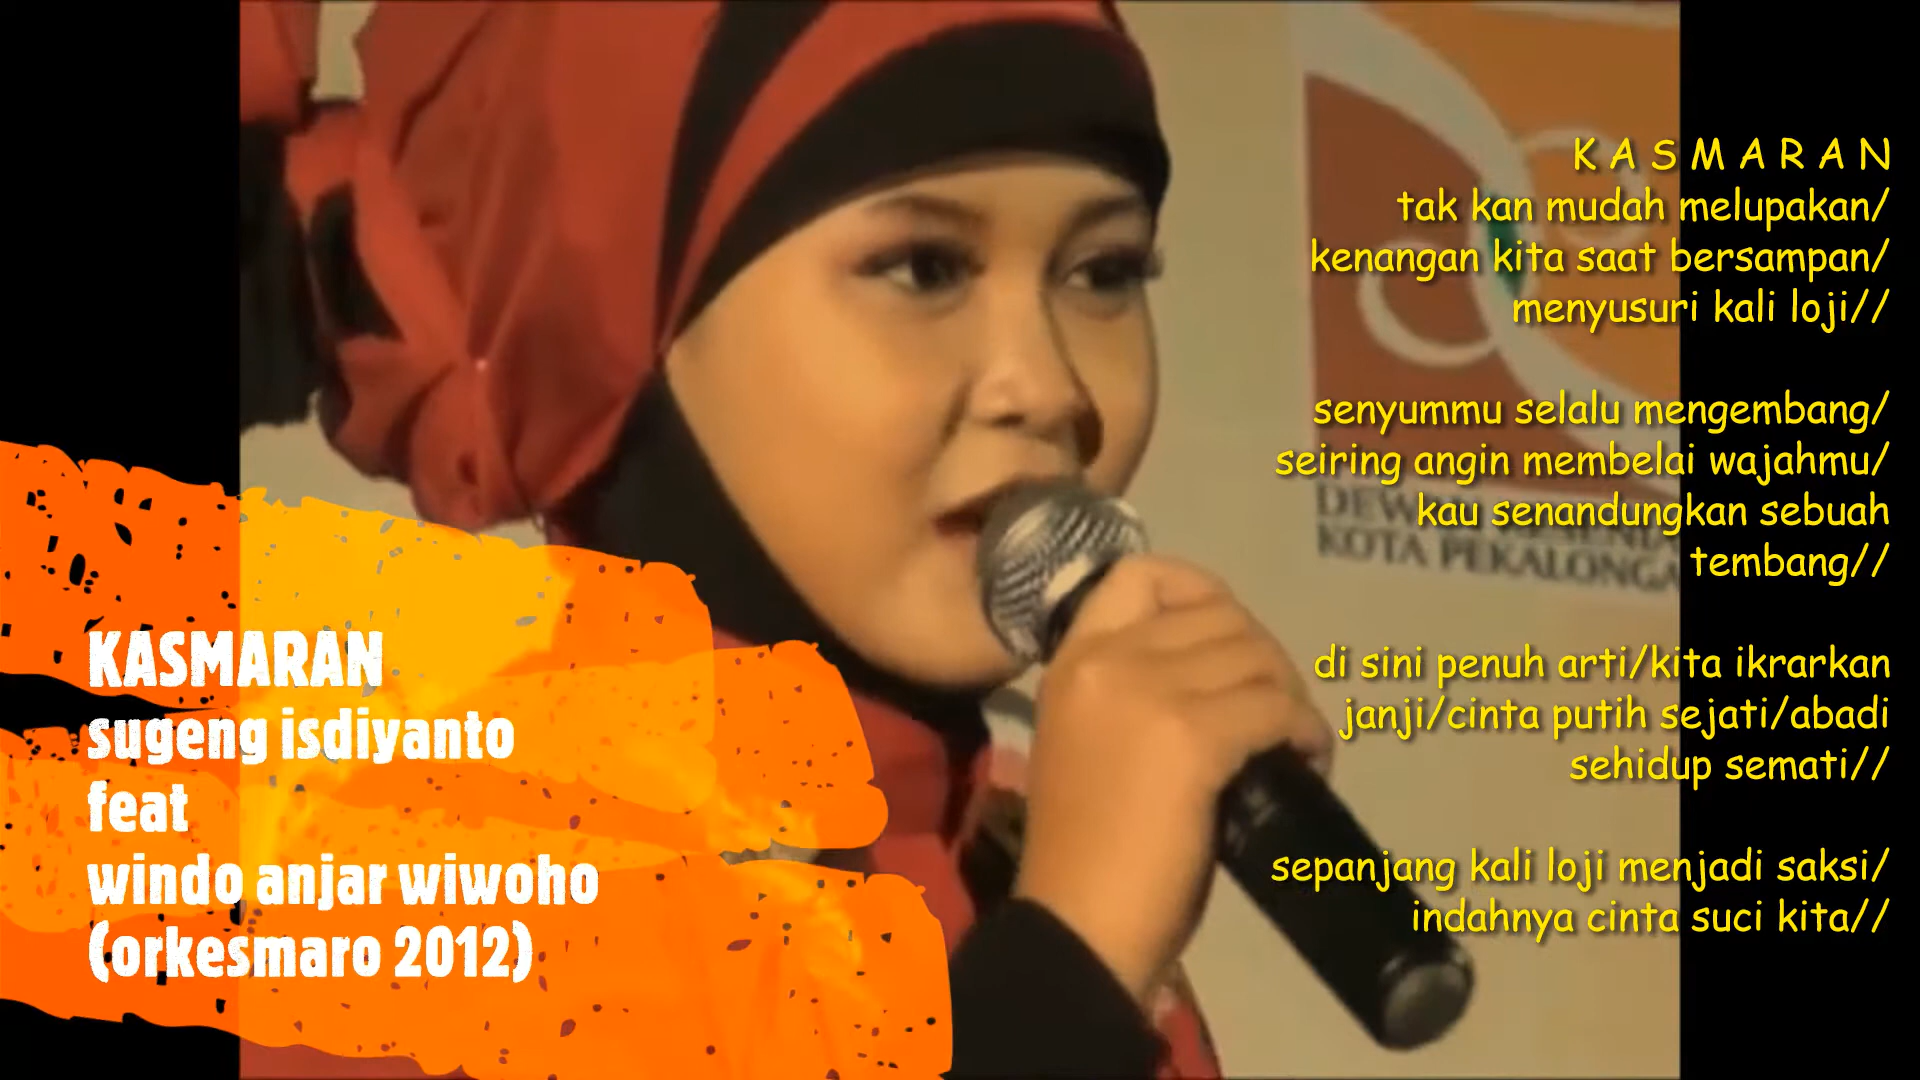 K A S M A R A N
tak kan mudah melupakan/
kenangan kita saat bersampan/
menyusuri kali loji//
senyummu selalu mengembang/
seiring angin membelai wajahmu/
kau senandungkan sebuah
tembang//
di sini penuh arti/kita ikrarkan
janji/cinta putih sejati/abadi
sehidup semati//
sepanjang kali loji menjadi saksi/
indahnya cinta suci kita//
KOTA PEKALONGA
KASMARAN
sugeng isdiyanto
feat
windo anjar wiwoho
(orkesmaro 2012)